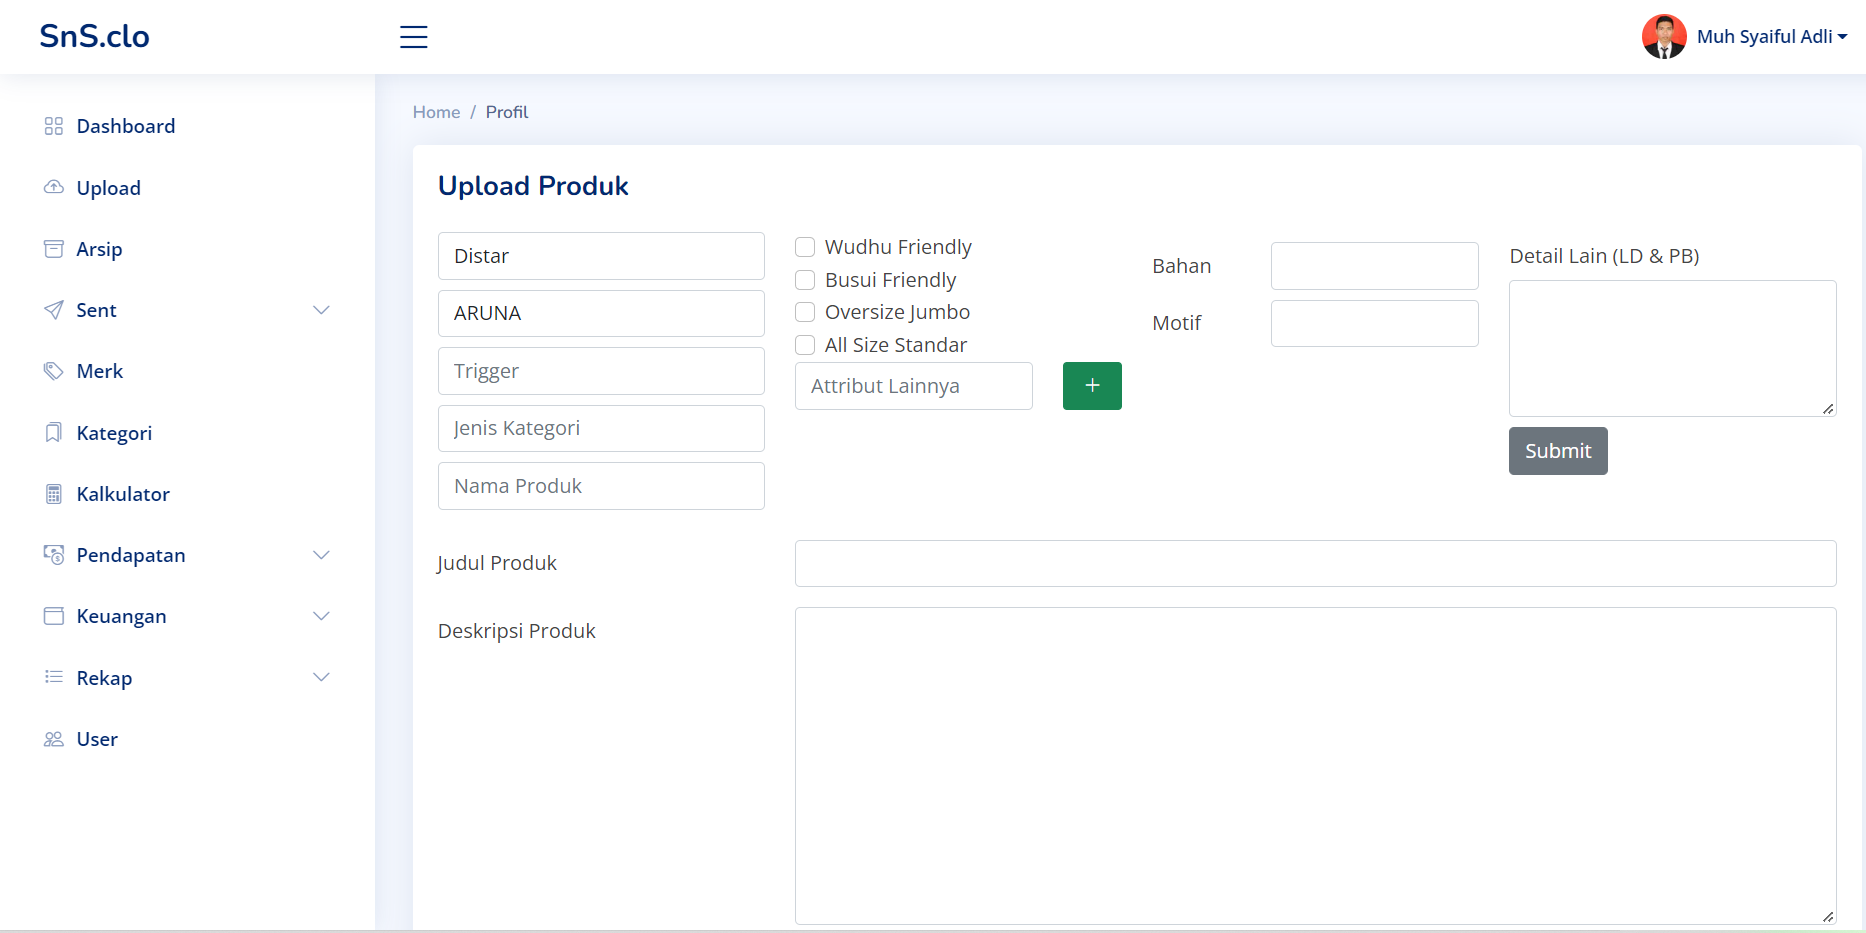 SnS.clo
Muh Syaiful Adli
Dashboard
Upload
Arsip
Sent
Merk
Kategori
Kalkulator
Pendapatan
Keuangan
Rekap
User
Home / Profil
Upload Produk
Distar
ARUNA
Trigger
Jenis Kategori
Nama Produk
Wudhu Friendly
Busui Friendly
Oversize Jumbo
All Size Standar
Attribut Lainnya
+
Bahan
Motif
Detail Lain (LD & PB)
Submit
Judul Produk
Deskripsi Produk